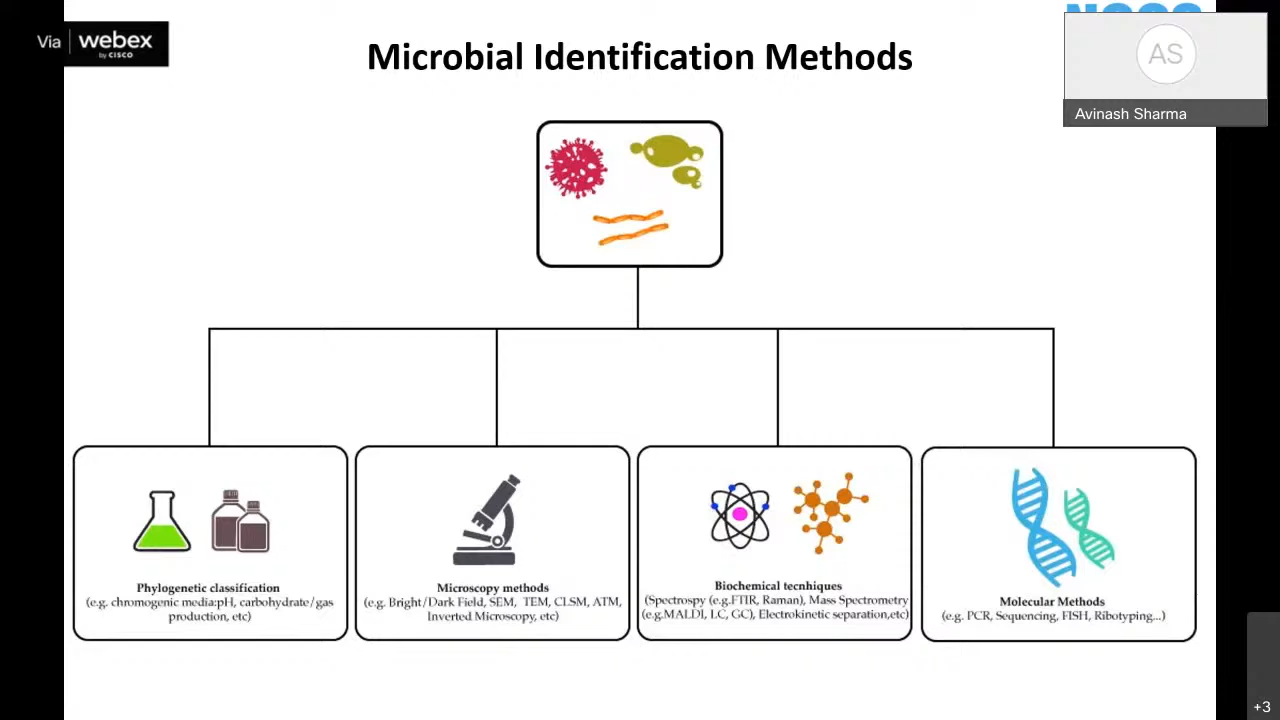 Via webex
by CISCO
Microbial Identification Methods
AS
Avinash Sharma
Phylogenetic classification
(e.g. chromogenic media:pH, carbohydrate/gas
production, etc)
Microscopy methods
(e.g. Bright/Dark Field, SEM, TEM, CLSM, ATM,
Inverted Microscopy, etc)
Biochemical tecnhiques
(Spectrospy (e.g.FTIR, Raman), Mass Spectrometry
(e.g.MALDI, LC, GC), Electrokinetic separation,etc)
Molecular Methods
(e.g. PCR, Sequencing, FISH, Ribotyping...)
+3